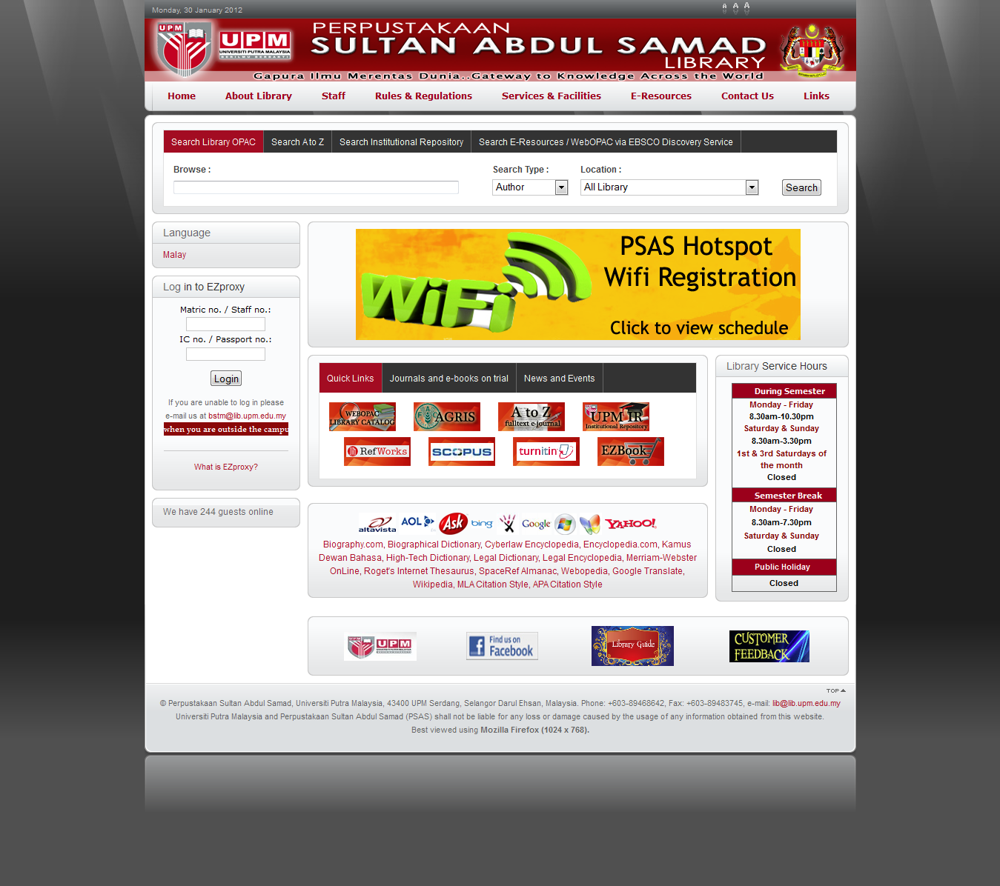 Monday, 30 January 2012
A A A
UPM
UPM
UNIVERSITI PUTRA MALAYSIA
BERILMU BERBAKTI
PERPUSTAKAAN
SULTAN ABDUL SAMAD
LIBRARY
Gapura Ilmu Merentas Dunia..Gateway to Knowledge Across the World
Home About Library Staff Rules & Regulations Services & Facilities E-Resources Contact Us Links
Search Library OPAC Search A to Z Search Institutional Repository Search E-Resources / WebOPAC via EBSCO Discovery Service
Browse : Search Type : Location :
Author All Library Search
Language
Malay
Log in to EZproxy
Matric no. / Staff no.:
IC no. / Passport no.:
Login
If you are unable to log in please
e-mail us at bstm@lib.upm.edu.my
when you are outside the campu
What is EZproxy?
We have 244 guests online
WiFi
PSAS Hotspot
Wifi Registration
Click to view schedule
Quick Links Journals and e-books on trial News and Events
WEBOPAC
LIBRARY CATALOG
AGRIS
A to Z
fulltext e-journal
UPM IR
Institutional Repository
RefWorks
SCOPUS
turnitin
EZBook
Library Service Hours
During Semester
Monday - Friday
8.30am-10.30pm
Saturday & Sunday
8.30am-3.30pm
1st & 3rd Saturdays of
the month
Closed
Semester Break
Monday - Friday
8.30am-7.30pm
Saturday & Sunday
Closed
Public Holiday
Closed
altavista AOL Ask bing Google YAHOO!
Biography.com, Biographical Dictionary, Cyberlaw Encyclopedia, Encyclopedia.com, Kamus
Dewan Bahasa, High-Tech Dictionary, Legal Dictionary, Legal Encyclopedia, Merriam-Webster
OnLine, Roget's Internet Thesaurus, SpaceRef Almanac, Webopedia, Google Translate,
Wikipedia, MLA Citation Style, APA Citation Style
UPM
Find us on
Facebook
Library Guide
CUSTOMER
FEEDBACK
TOP
© Perpustakaan Sultan Abdul Samad, Universiti Putra Malaysia, 43400 UPM Serdang, Selangor Darul Ehsan, Malaysia. Phone: +603-89468642, Fax: +603-89483745, e-mail: lib@lib.upm.edu.my
Universiti Putra Malaysia and Perpustakaan Sultan Abdul Samad (PSAS) shall not be liable for any loss or damage caused by the usage of any information obtained from this website.
Best viewed using Mozilla Firefox (1024 x 768).